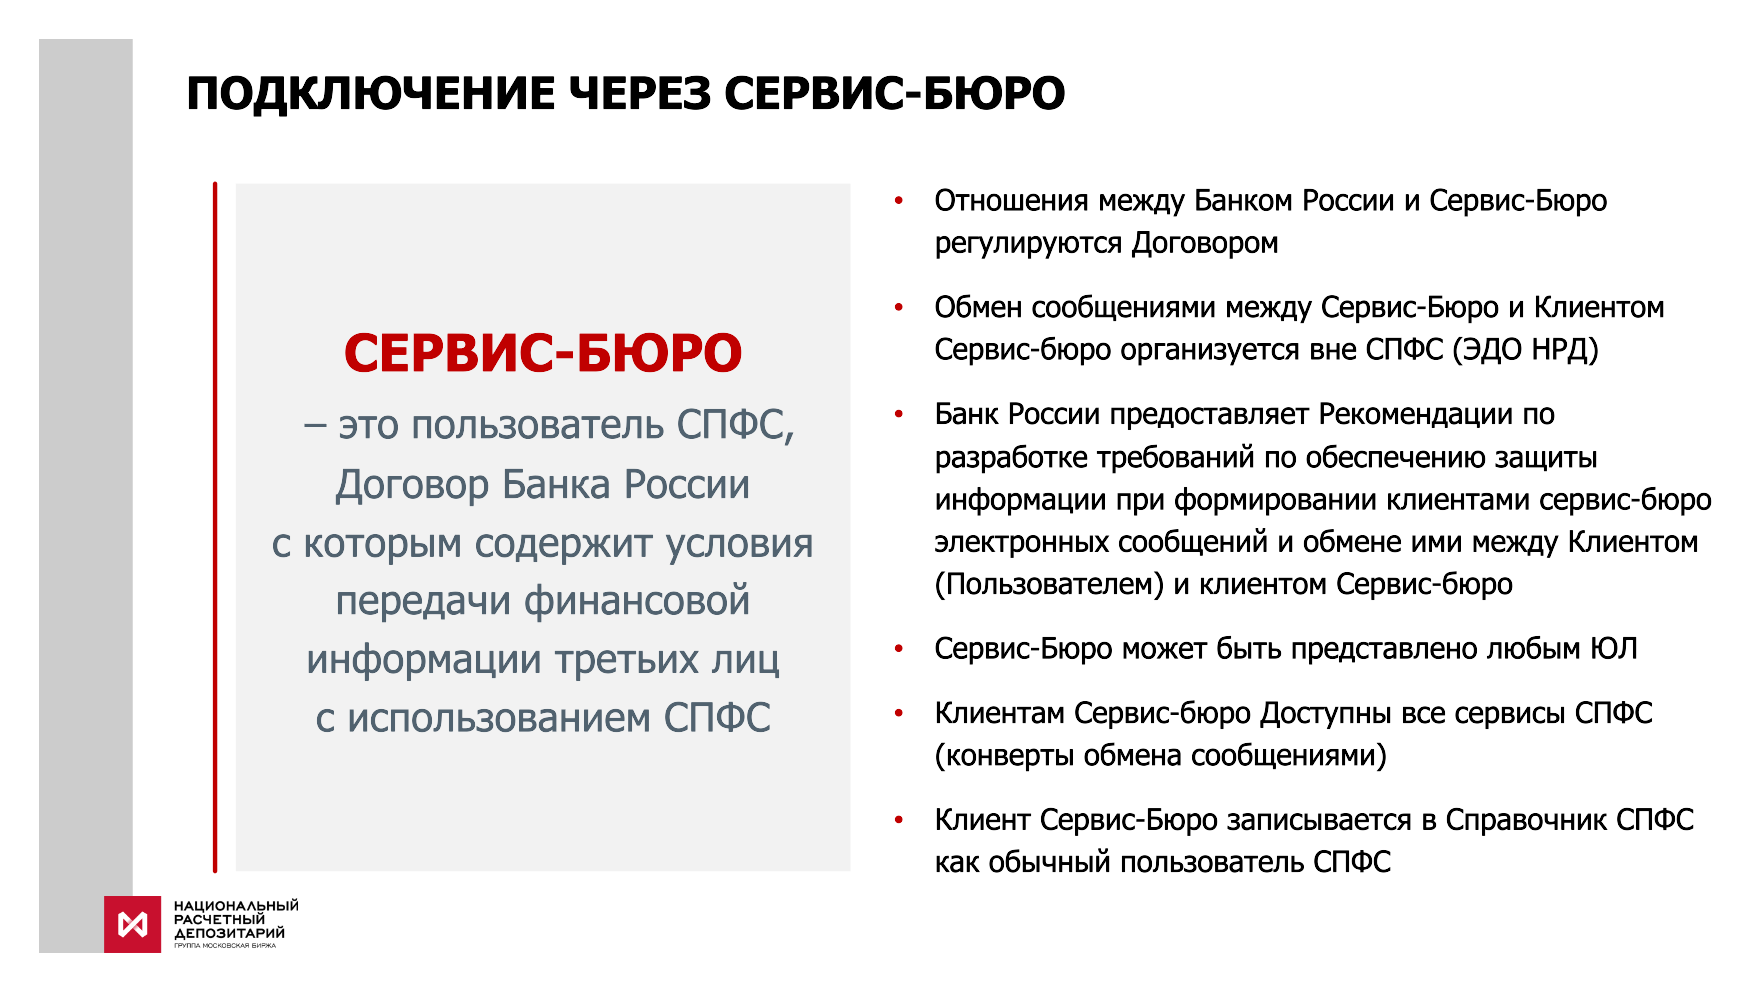 ПОДКЛЮЧЕНИЕ ЧЕРЕЗ СЕРВИС-БЮРО
СЕРВИС-БЮРО
– это пользователь СПФС,
Договор Банка России
с которым содержит условия
передачи финансовой
информации третьих лиц
с использованием СПФС
• Отношения между Банком России и Сервис-Бюро
регулируются Договором
• Обмен сообщениями между Сервис-Бюро и Клиентом
Сервис-бюро организуется вне СПФС (ЭДО НРД)
• Банк России предоставляет Рекомендации по
разработке требований по обеспечению защиты
информации при формировании клиентами сервис-бюро
электронных сообщений и обмене ими между Клиентом
(Пользователем) и клиентом Сервис-бюро
• Сервис-Бюро может быть представлено любым ЮЛ
• Клиентам Сервис-бюро Доступны все сервисы СПФС
(конверты обмена сообщениями)
• Клиент Сервис-Бюро записывается в Справочник СПФС
как обычный пользователь СПФС
НАЦИОНАЛЬНЫЙ
РАСЧЕТНЫЙ
ДЕПОЗИТАРИЙ
ГРУППА МОСКОВСКАЯ БИРЖА